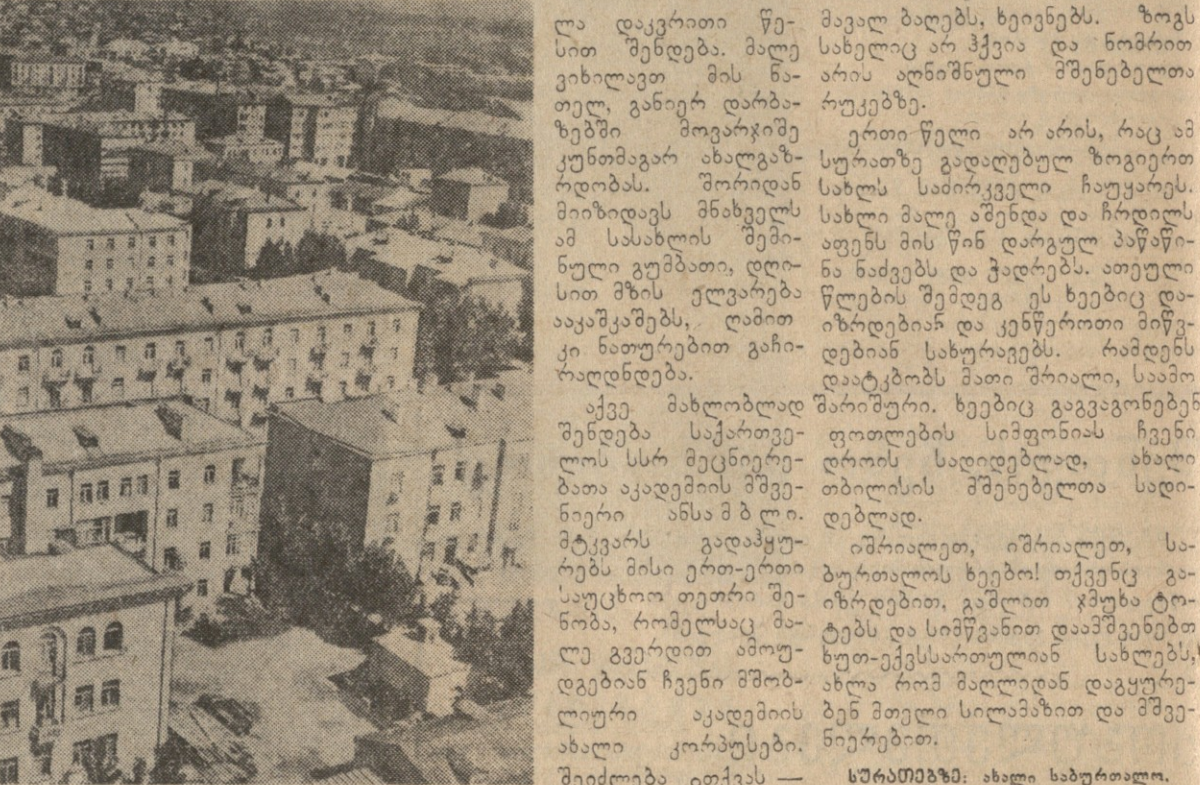 ლა დაკვრითი წე-
სით შენდება. მალე
ვიხილავთ მის ნა-
თელ, განიერ დარბა-
ზებში მოვარჯიშე
კუნთმაგარ ახალგაზ-
რდობას. შორიდან
მიიზიდავს მნახველს
ამ სასახლის შემი-
ნული გუმბათი, დღი-
სით მზის ელვარება
ააკაშკაშებს, ღამით
კი ნათურებით გაჩი-
რაღდნდება.
აქვე მახლობლად
შენდება საქართვე-
ლოს სსრ მეცნიერე-
ბათა აკადემიის მშვე-
ნიერი ანსამბლი.
მტკვარს გადაჰყუ-
რებს მისი ერთ-ერთი
საუცხოო თეთრი შე-
ნობა, რომელსაც მა-
ლე გვერდით ამოუ-
დგებიან ჩვენი მშობ-
ლიური აკადემიის
ახალი კორპუსები.
შეიძლება ითქვას —
მავალ ბაღებს, ხეივნებს. ზოგს
სახელიც არ ჰქვია და ნომრით
არის აღნიშნული მშენებელთა
რუკებზე.
ერთი წელი არ არის, რაც ამ
სურათზე გადაღებულ ზოგიერთ
სახლს საძირკველი ჩაუყარეს.
სახლი მალე აშენდა და ჩრდილს
აფენს მის წინ დარგულ პაწაწი-
ნა ნაძვებს და ჭადრებს. ათეული
წლების შემდეგ ეს ხეებიც და-
იზრდებიან და კენწეროთი მიწვ-
დებიან სახურავებს. რამდენს
დაატკბობს მათი შრიალი, საამო
შარიშური. ხეებიც გაგვაგონებენ
ფოთლების სიმფონიას ჩვენი
დროის სადიდებლად, ახალი
თბილისის მშენებელთა სადი-
დებლად.
იშრიალეთ, იშრიალეთ, სა-
ბურთალოს ხეებო! თქვენც გა-
იზრდებით, გაშლით ჯმუხა ტო-
ტებს და სიმწვანით დაამშვენებთ
ხუთ-ექვსსართულიან სახლებს,
ახლა რომ მაღლიდან დაგყურე-
ბენ მთელი სილამაზით და მშვე-
ნიერებით.
სურათებზე: ახალი საბურთალო.